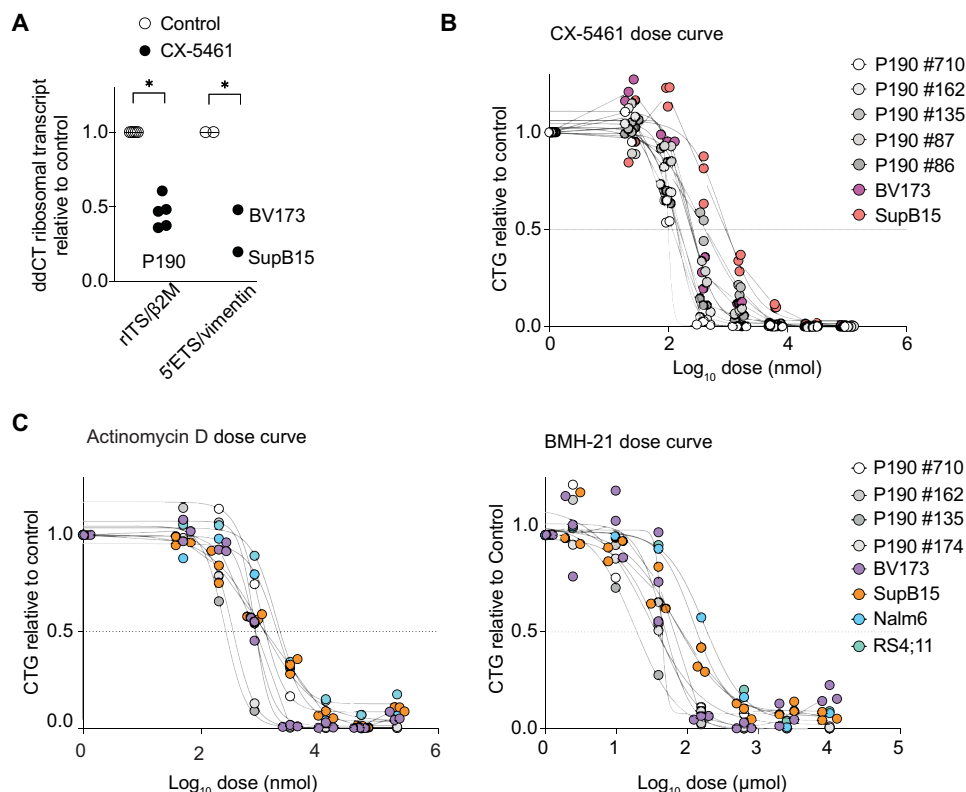 A
Control
CX-5461
*
*
ddCT ribosomal transcript
relative to control
1.0
0.5
0.0
P190
BV173
SupB15
rITS/β2M
5'ETS/vimentin
B
CX-5461 dose curve
CTG relative to control
1.0
0.5
0.0
0
2
4
6
Log10 dose (nmol)
P190 #710
P190 #162
P190 #135
P190 #87
P190 #86
BV173
SupB15
C
Actinomycin D dose curve
CTG relative to control
1.0
0.5
0.0
0
2
4
6
Log10 dose (nmol)
BMH-21 dose curve
CTG relative to Control
1.0
0.5
0.0
0
1
2
3
4
5
Log10 dose (µmol)
P190 #710
P190 #162
P190 #135
P190 #174
BV173
SupB15
Nalm6
RS4;11